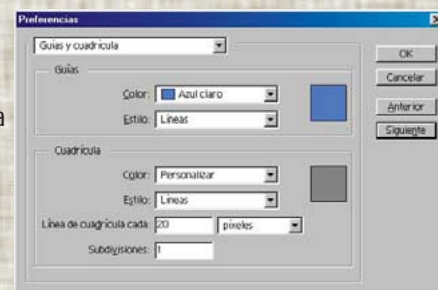 Preferencias
Guías y cuadrícula
OK
Guías
Cancelar
Color: Azul claro
Anterior
Estilo: Líneas
Siguiente
Cuadrícula
Color: Personalizar
Estilo: Líneas
Línea de cuadrícula cada: 20 píxeles
Subdivisiones: 1
a